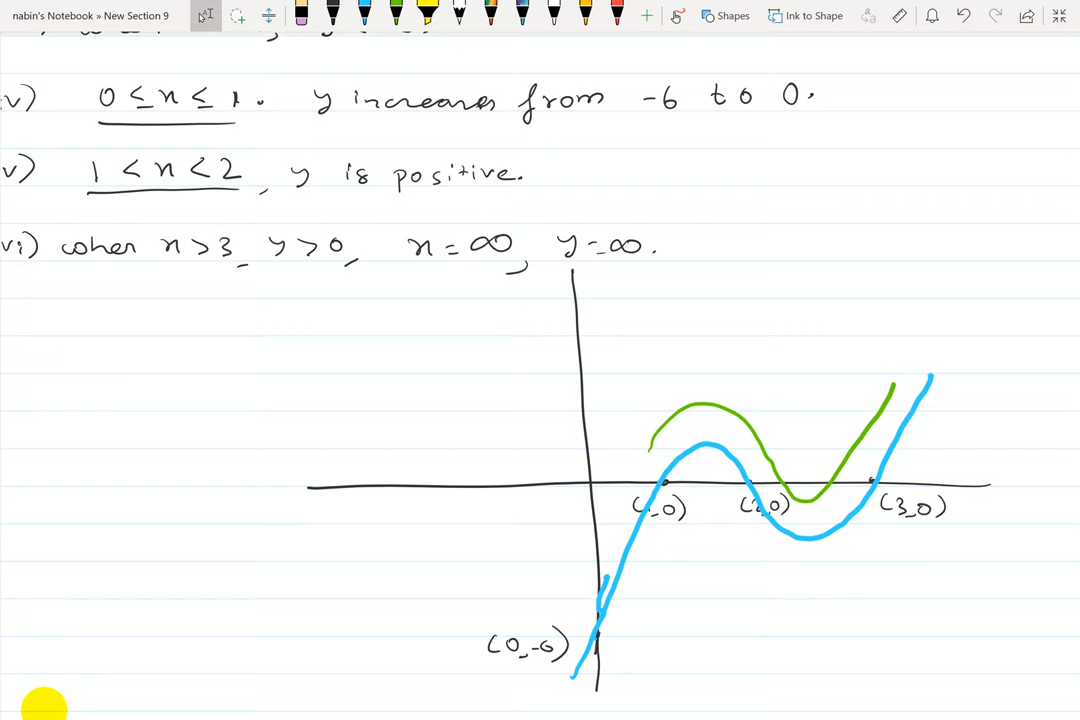 nabin's Notebook » New Section 9
Shapes
Ink to Shape
iv) 0 ≤ x ≤ 1. y increases from -6 to 0.
v) 1 < x < 2, y is positive.
vi) when x > 3, y > 0, x = ∞, y = ∞.
(1,0) (2,0) (3,0)
(0,-6)